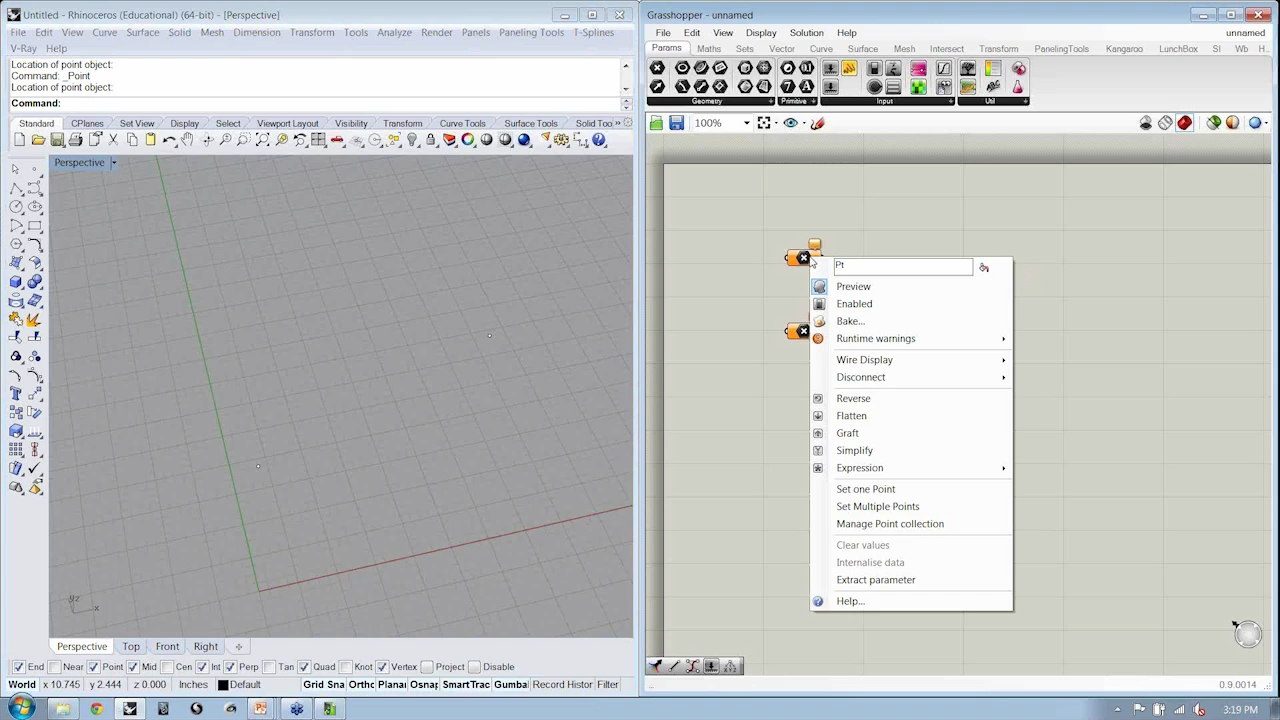 Untitled - Rhinoceros (Educational) (64-bit) - [Perspective]
File Edit View Curve Surface Solid Mesh Dimension Transform Tools Analyze Render Panels Paneling Tools T-Splines
V-Ray Help
Location of point object:
Command: _Point
Location of point object:
Command:
Standard CPlanes Set View Display Select Viewport Layout Visibility Transform Curve Tools Surface Tools Solid Too
Perspective
yz
x
Perspective Top Front Right
End Near Point Mid Cen Int Perp Tan Quad Knot Vertex Project Disable
World x 10.745 y 2.444 z 0.000 Inches Default Grid Sna Ortho Planar Osnap SmartTrac Gumba Record Histor Filter
Grasshopper - unnamed
File Edit View Display Solution Help unnamed
Params Maths Sets Vector Curve Surface Mesh Intersect Transform PanelingTools Kangaroo LunchBox SI Wb H
Geometry Primitive Input Util
100%
Pt
Preview
Enabled
Bake...
Runtime warnings
Wire Display
Disconnect
Reverse
Flatten
Graft
Simplify
Expression
Set one Point
Set Multiple Points
Manage Point collection
Clear values
Internalise data
Extract parameter
Help...
...
0.9.0014
3:19 PM